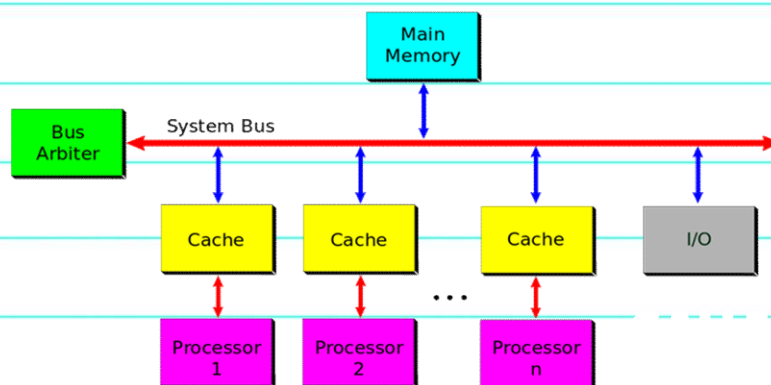 Main
Memory
Bus
Arbiter
System Bus
Cache
Cache
Cache
I/O
...
Processor
1
Processor
2
Processor
n